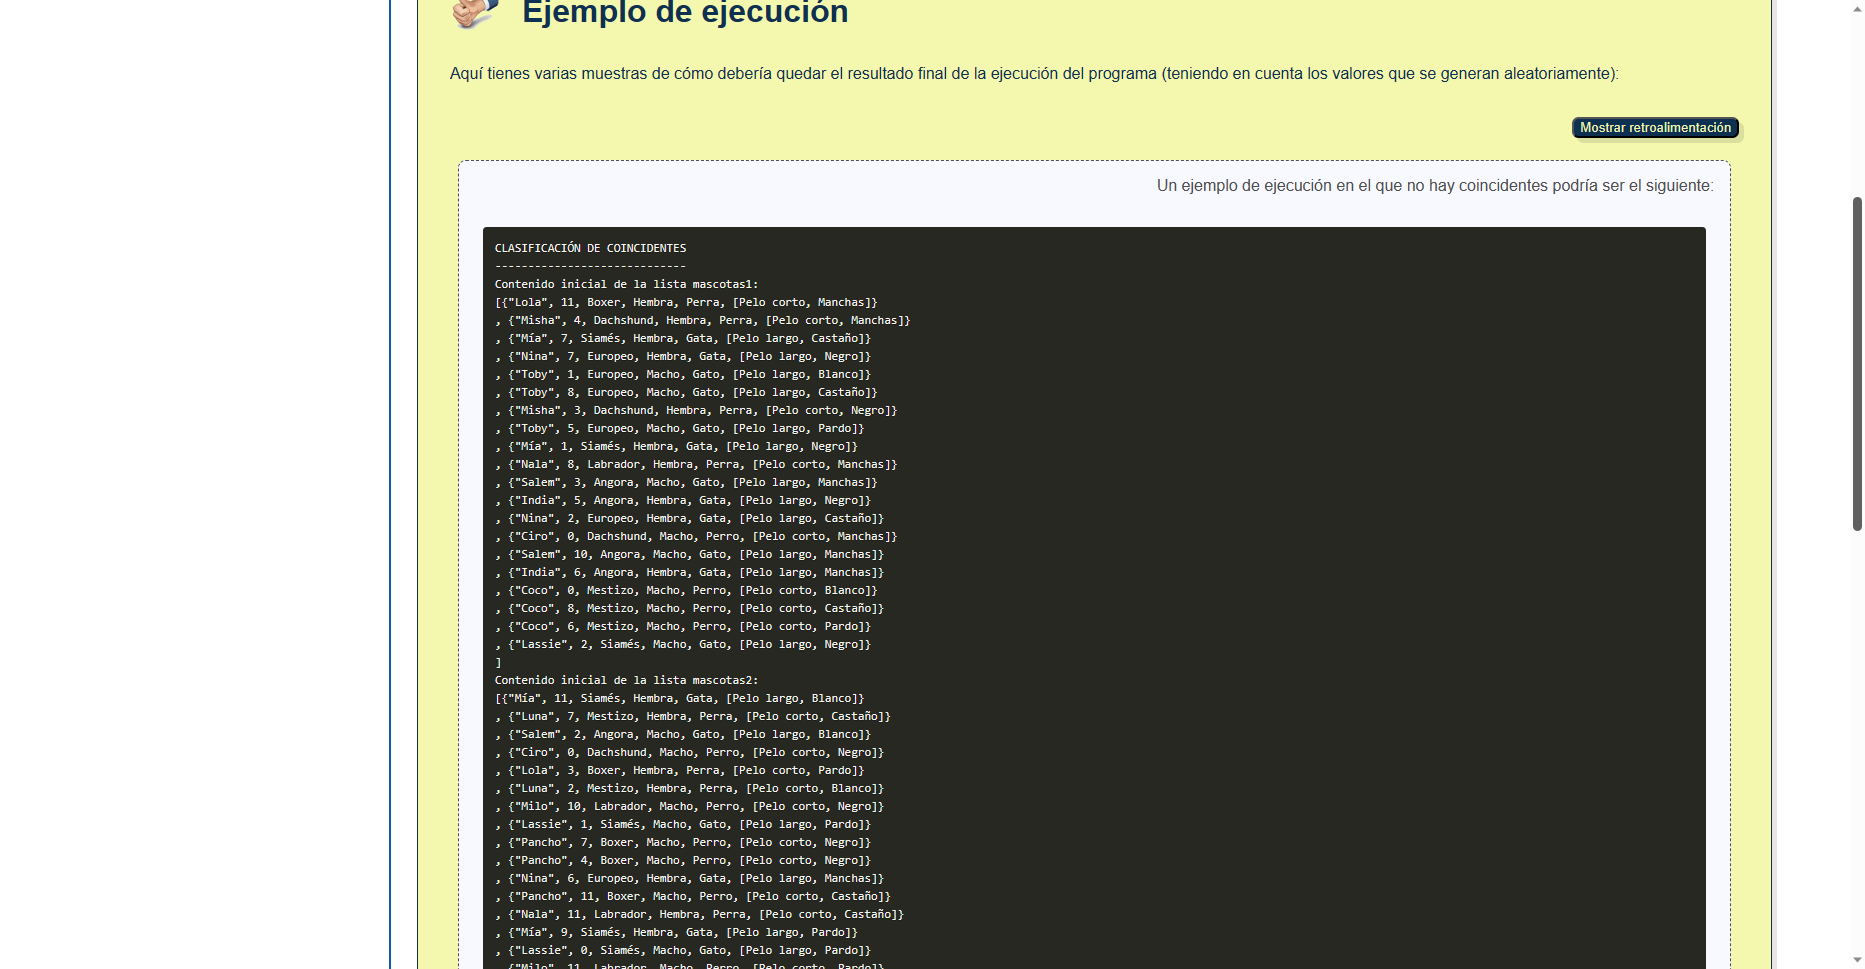 Ejemplo de ejecución
Aquí tienes varias muestras de cómo debería quedar el resultado final de la ejecución del programa (teniendo en cuenta los valores que se generan aleatoriamente):
Mostrar retroalimentación
Un ejemplo de ejecución en el que no hay coincidentes podría ser el siguiente:
CLASIFICACIÓN DE COINCIDENTES
-----------------------------
Contenido inicial de la lista mascotas1:
[{"Lola", 11, Boxer, Hembra, Perra, [Pelo corto, Manchas]}
, {"Misha", 4, Dachshund, Hembra, Perra, [Pelo corto, Manchas]}
, {"Mía", 7, Siamés, Hembra, Gata, [Pelo largo, Castaño]}
, {"Nina", 7, Europeo, Hembra, Gata, [Pelo largo, Negro]}
, {"Toby", 1, Europeo, Macho, Gato, [Pelo largo, Blanco]}
, {"Toby", 8, Europeo, Macho, Gato, [Pelo largo, Castaño]}
, {"Misha", 3, Dachshund, Hembra, Perra, [Pelo corto, Negro]}
, {"Toby", 5, Europeo, Macho, Gato, [Pelo largo, Pardo]}
, {"Mía", 1, Siamés, Hembra, Gata, [Pelo largo, Negro]}
, {"Nala", 8, Labrador, Hembra, Perra, [Pelo corto, Manchas]}
, {"Salem", 3, Angora, Macho, Gato, [Pelo largo, Manchas]}
, {"India", 5, Angora, Hembra, Gata, [Pelo largo, Negro]}
, {"Nina", 2, Europeo, Hembra, Gata, [Pelo largo, Castaño]}
, {"Ciro", 0, Dachshund, Macho, Perro, [Pelo corto, Manchas]}
, {"Salem", 10, Angora, Macho, Gato, [Pelo largo, Manchas]}
, {"India", 6, Angora, Hembra, Gata, [Pelo largo, Manchas]}
, {"Coco", 0, Mestizo, Macho, Perro, [Pelo corto, Blanco]}
, {"Coco", 8, Mestizo, Macho, Perro, [Pelo corto, Castaño]}
, {"Coco", 6, Mestizo, Macho, Perro, [Pelo corto, Pardo]}
, {"Lassie", 2, Siamés, Macho, Gato, [Pelo largo, Negro]}
]
Contenido inicial de la lista mascotas2:
[{"Mía", 11, Siamés, Hembra, Gata, [Pelo largo, Blanco]}
, {"Luna", 7, Mestizo, Hembra, Perra, [Pelo corto, Castaño]}
, {"Salem", 2, Angora, Macho, Gato, [Pelo largo, Blanco]}
, {"Ciro", 0, Dachshund, Macho, Perro, [Pelo corto, Negro]}
, {"Lola", 3, Boxer, Hembra, Perra, [Pelo corto, Pardo]}
, {"Luna", 2, Mestizo, Hembra, Perra, [Pelo corto, Blanco]}
, {"Milo", 10, Labrador, Macho, Perro, [Pelo corto, Negro]}
, {"Lassie", 1, Siamés, Macho, Gato, [Pelo largo, Pardo]}
, {"Pancho", 7, Boxer, Macho, Perro, [Pelo corto, Negro]}
, {"Pancho", 4, Boxer, Macho, Perro, [Pelo corto, Negro]}
, {"Nina", 6, Europeo, Hembra, Gata, [Pelo largo, Manchas]}
, {"Pancho", 11, Boxer, Macho, Perro, [Pelo corto, Castaño]}
, {"Nala", 11, Labrador, Hembra, Perra, [Pelo corto, Castaño]}
, {"Mía", 9, Siamés, Hembra, Gata, [Pelo largo, Pardo]}
, {"Lassie", 0, Siamés, Macho, Gato, [Pelo largo, Pardo]}
, {"Milo", 11, Labrador, Macho, Perro, [Pelo corto, Pardo]}